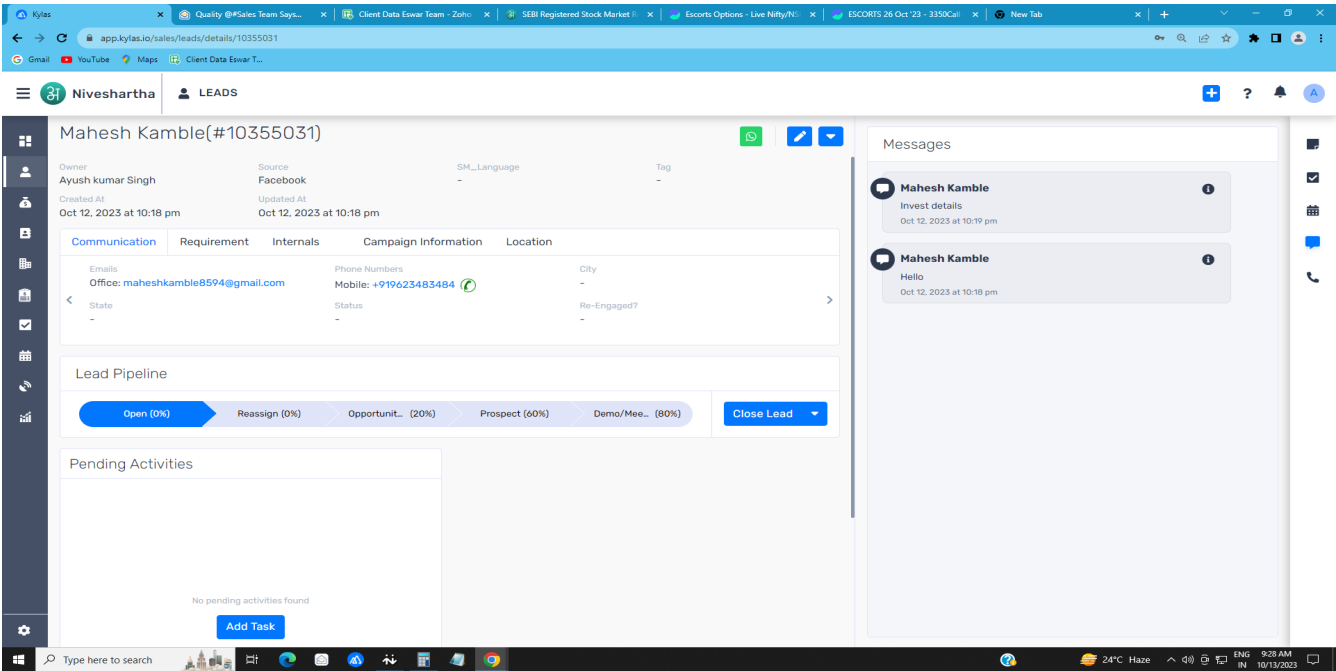 Kylas
Quality @#Sales Team Says...
Client Data Eswar Team - Zoho
SEBI Registered Stock Market R
Escorts Options - Live Nifty/NS
ESCORTS 26 Oct '23 - 3350Call
New Tab
app.kylas.io/sales/leads/details/10355031
Gmail YouTube Maps Client Data Eswar T...
अ Niveshartha LEADS ? A
Mahesh Kamble(#10355031)
Owner Source SM_Language Tag
Ayush kumar Singh Facebook - -
Created At Updated At
Oct 12, 2023 at 10:18 pm Oct 12, 2023 at 10:18 pm
Communication Requirement Internals Campaign Information Location
Emails Phone Numbers City
Office: maheshkamble8594@gmail.com Mobile: +919623483484 -
State Status Re-Engaged?
- - -
Lead Pipeline
Open (0%) Reassign (0%) Opportunit... (20%) Prospect (60%) Demo/Mee... (80%) Close Lead
Pending Activities
No pending activities found
Add Task
Messages
Mahesh Kamble
Invest details
Oct 12, 2023 at 10:19 pm
Mahesh Kamble
Hello
Oct 12, 2023 at 10:18 pm
Type here to search
24°C Haze
ENG
IN
9:28 AM
10/13/2023